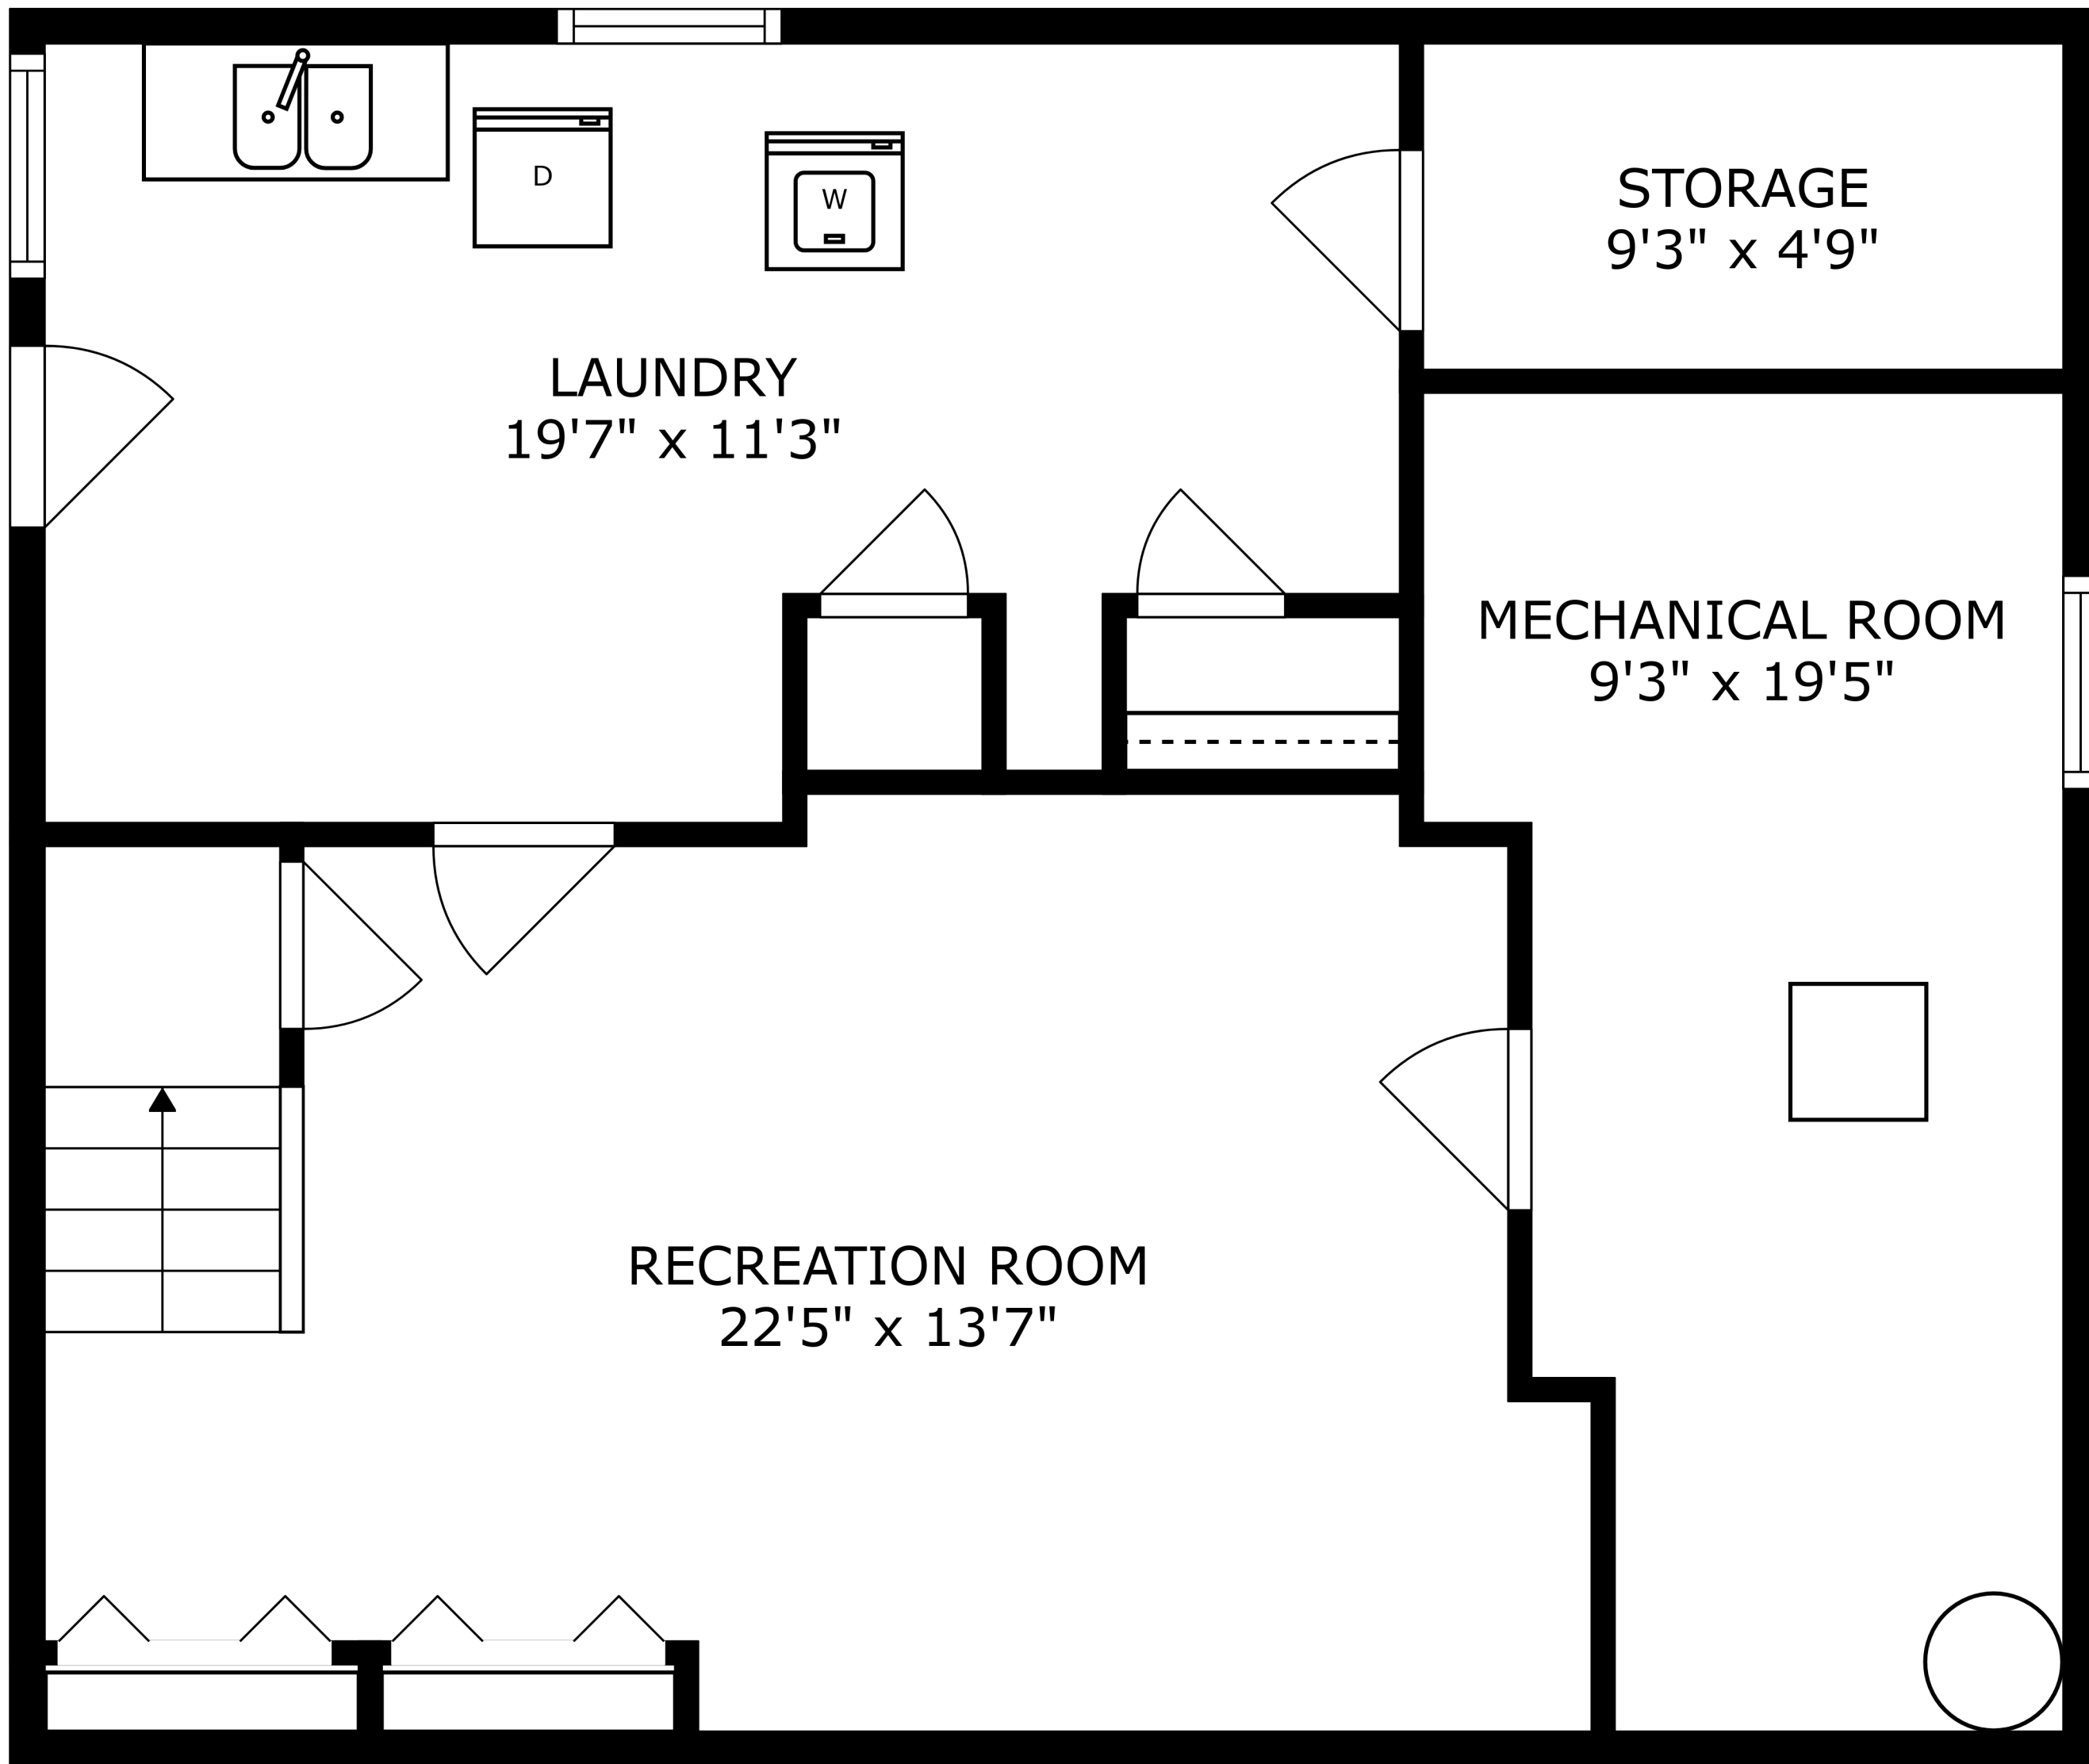 D
W
STORAGE
9'3" x 4'9"
LAUNDRY
19'7" x 11'3"
MECHANICAL ROOM
9'3" x 19'5"
RECREATION ROOM
22'5" x 13'7"